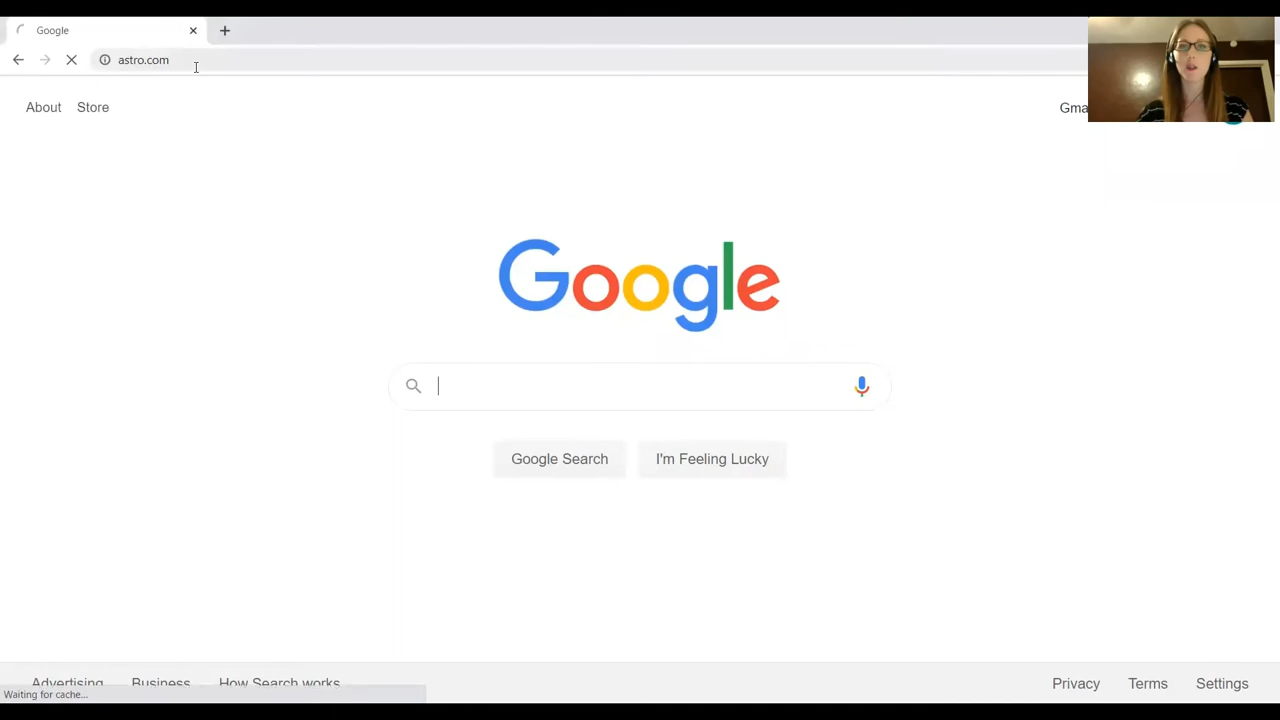 Google
astro.com
About Store
Gma
Google
Google Search I'm Feeling Lucky
Advertising Business How Search works Privacy Terms Settings
Waiting for cache...